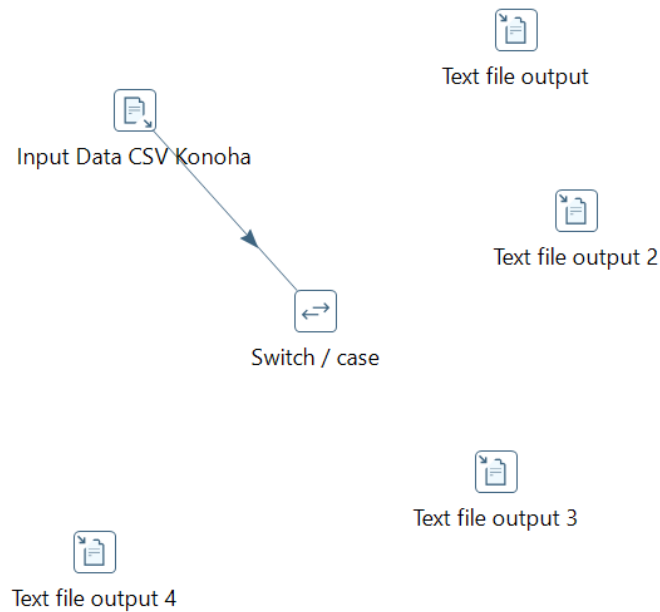 Text file output
Input Data CSV Konoha
Text file output 2
Switch / case
Text file output 3
Text file output 4